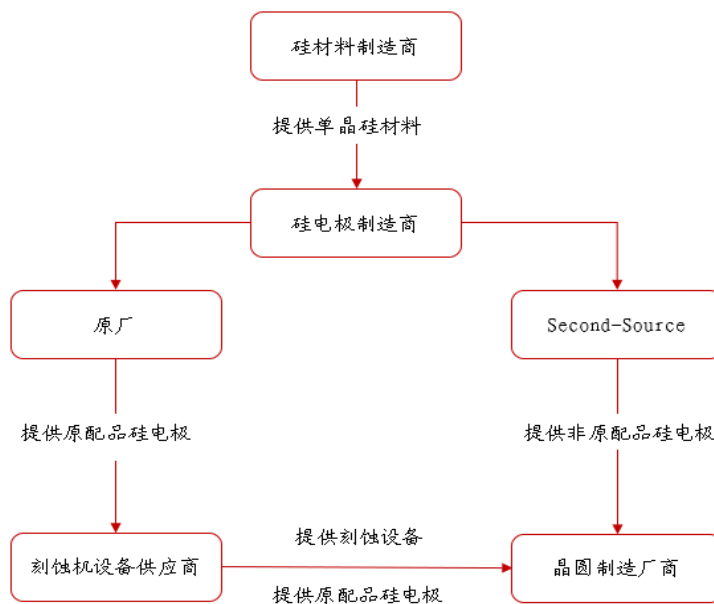 硅材料制造商
提供单晶硅材料
硅电极制造商
原厂
Second-Source
提供原配品硅电极
提供非原配品硅电极
刻蚀机设备供应商
提供刻蚀设备
晶圆制造厂商
提供原配品硅电极